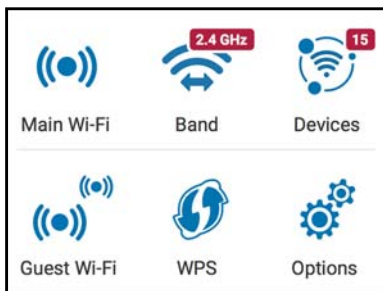 2.4 GHz
15
Main Wi-Fi
Band
Devices
Guest Wi-Fi
WPS
Options